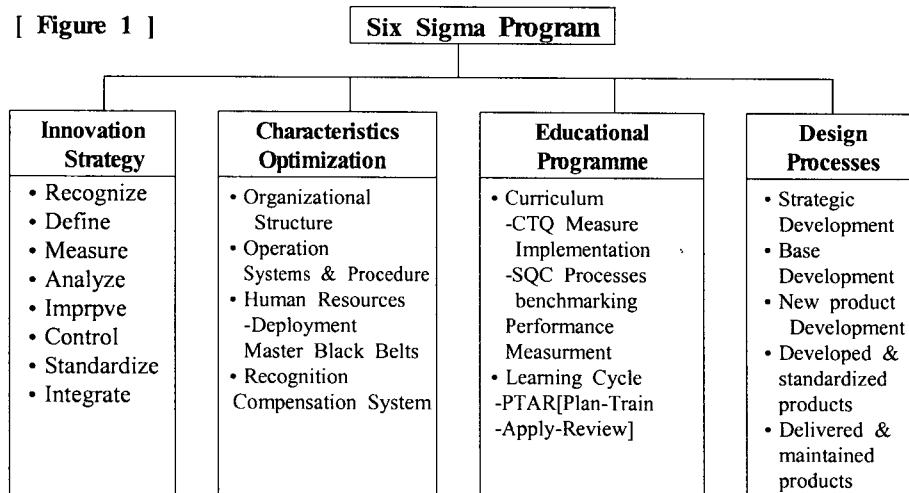 [ Figure 1 ]
Six Sigma Program
Innovation
Strategy
• Recognize
• Define
• Measure
• Analyze
• Imprpve
• Control
• Standardize
• Integrate
Characteristics
Optimization
• Organizational
Structure
• Operation
Systems & Procedure
• Human Resources
-Deployment
Master Black Belts
• Recognition
Compensation System
Educational
Programme
• Curriculum
-CTQ Measure
Implementation
-SQC Processes
benchmarking
Performance
Measurment
• Learning Cycle
-PTAR[Plan-Train
-Apply-Review]
Design
Processes
• Strategic
Development
• Base
Development
• New product
Development
• Developed &
standardized
products
• Delivered &
maintained
products